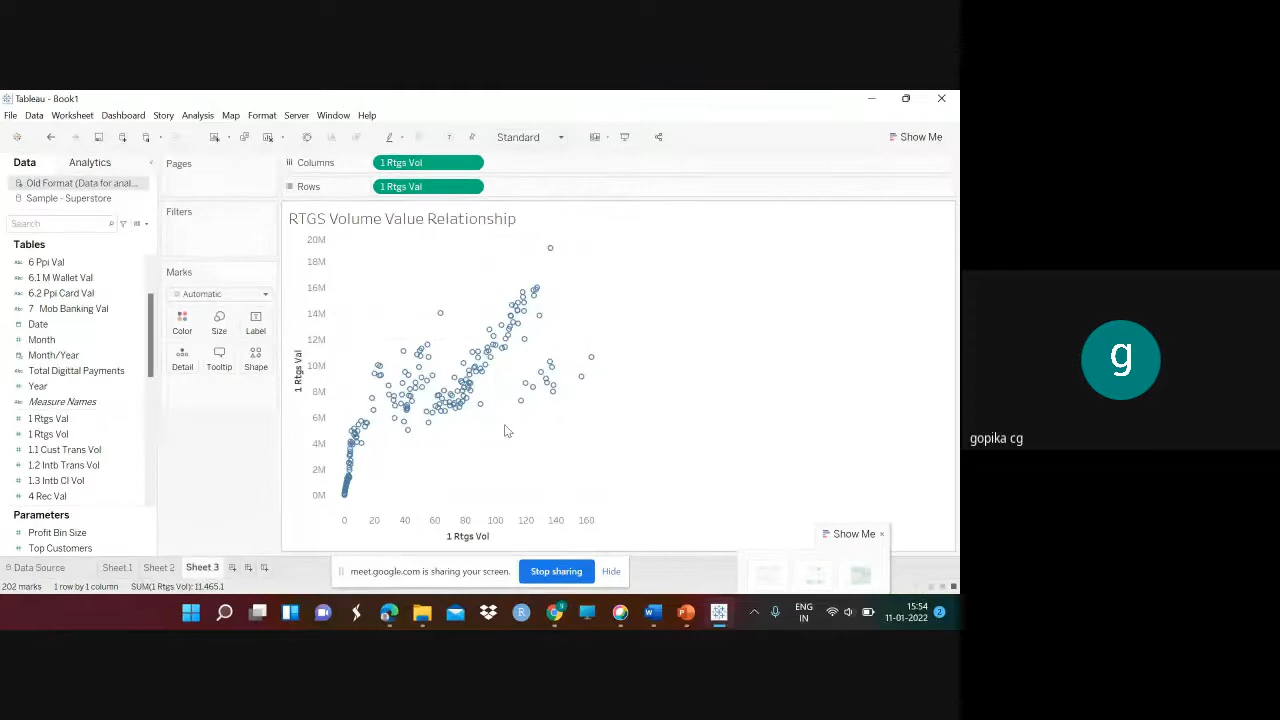 Tableau - Book1
File Data Worksheet Dashboard Story Analysis Map Format Server Window Help
Standard
Show Me
Data Analytics
Old Format (Data for anal...
Sample - Superstore
Search
Tables
6 Ppi Val
6.1 M Wallet Val
6.2 Ppi Card Val
7 Mob Banking Val
Date
Month
Month/Year
Total Digittal Payments
Year
Measure Names
1 Rtgs Val
1 Rtgs Vol
1.1 Cust Trans Vol
1.2 Intb Trans Vol
1.3 Intb Cl Vol
4 Rec Val
Parameters
Profit Bin Size
Top Customers
Pages
Filters
Marks
Automatic
Color Size Label
Detail Tooltip Shape
Columns 1 Rtgs Vol
Rows 1 Rtgs Val
RTGS Volume Value Relationship
20M
18M
16M
14M
12M
10M
8M
6M
4M
2M
0M
1 Rtgs Val
0 20 40 60 80 100 120 140 160
1 Rtgs Vol
Show Me ×
Data Source Sheet 1 Sheet 2 Sheet 3
meet.google.com is sharing your screen. Stop sharing Hide
202 marks 1 row by 1 column SUM(1 Rtgs Vol): 11,465.1
ENG
IN
15:54
11-01-2022
2
g
gopika cg